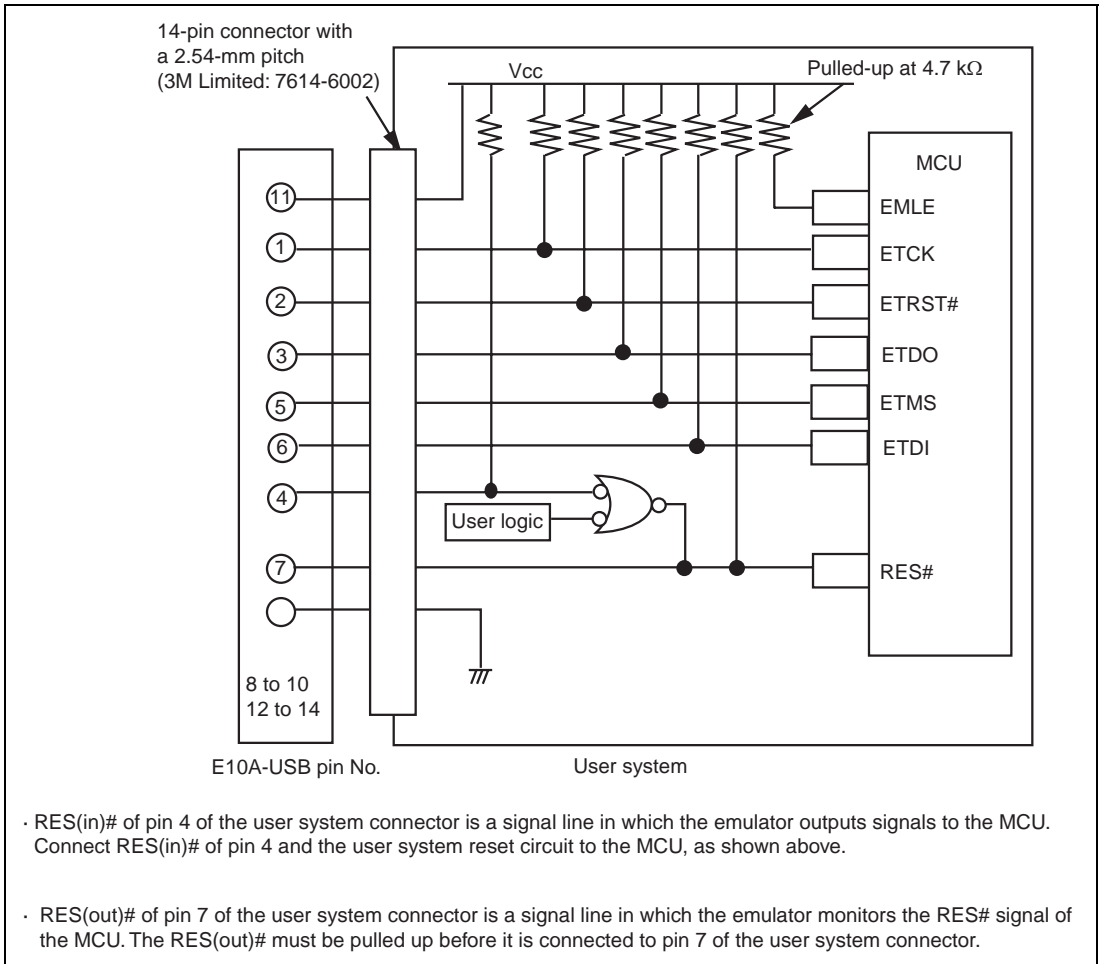 14-pin connector with
a 2.54-mm pitch
(3M Limited: 7614-6002)
Vcc
Pulled-up at 4.7 kΩ
MCU
11
EMLE
1
ETCK
2
ETRST#
3
ETDO
5
ETMS
6
ETDI
4
User logic
7
RES#
8 to 10
12 to 14
E10A-USB pin No.
User system
· RES(in)# of pin 4 of the user system connector is a signal line in which the emulator outputs signals to the MCU.
Connect RES(in)# of pin 4 and the user system reset circuit to the MCU, as shown above.
· RES(out)# of pin 7 of the user system connector is a signal line in which the emulator monitors the RES# signal of
the MCU. The RES(out)# must be pulled up before it is connected to pin 7 of the user system connector.